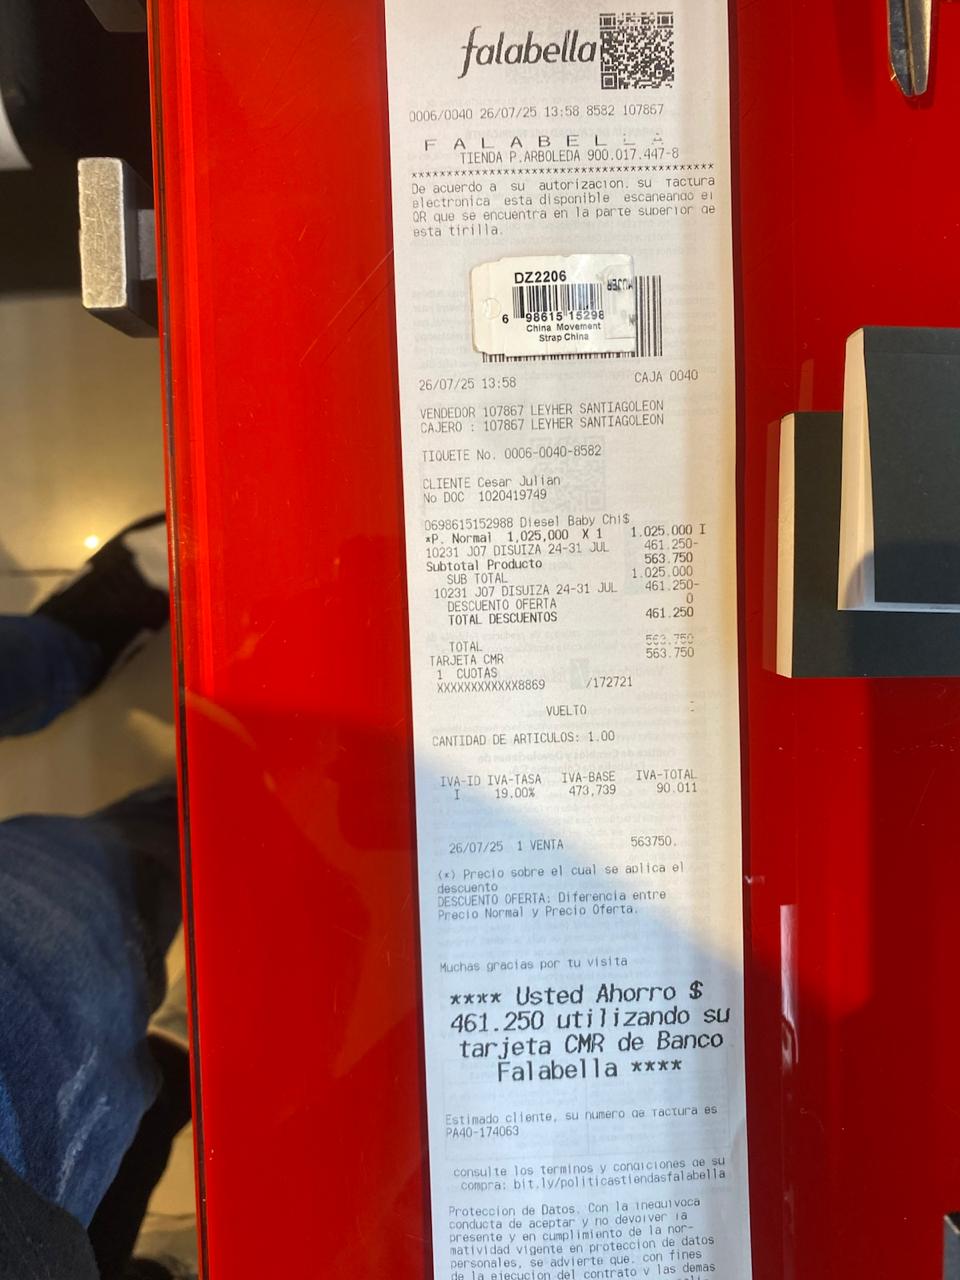 falabella
0006/0040 26/07/25 13:58 8582 107867
F A L A B E L L A
TIENDA P.ARBOLEDA 900.017.447-8
******************************************
De acuerdo a su autorizacion, su factura
electronica esta disponible escaneando el
QR que se encuentra en la parte superior de
esta tirilla.
DZ2206
MUJER
6 98615 15298
China Movement
Strap China
26/07/25 13:58 CAJA 0040
VENDEDOR 107867 LEYHER SANTIAGOLEON
CAJERO : 107867 LEYHER SANTIAGOLEON
TIQUETE No. 0006-0040-8582
CLIENTE Cesar Julian
No DOC 1020419749
0698615152988 Diesel Baby Chi$
*P. Normal 1,025,000 X 1 1.025.000 I
10231 J07 DISUIZA 24-31 JUL 461.250-
Subtotal Producto 563.750
SUB TOTAL 1.025.000
10231 J07 DISUIZA 24-31 JUL 461.250-
DESCUENTO OFERTA 0
TOTAL DESCUENTOS 461.250
TOTAL 563.750
TARJETA CMR 563.750
1 CUOTAS
XXXXXXXXXXXX8869 /172721
VUELTO -
CANTIDAD DE ARTICULOS: 1.00
IVA-ID IVA-TASA IVA-BASE IVA-TOTAL
I 19.00% 473,739 90.011
26/07/25 1 VENTA 563750.
(*) Precio sobre el cual se aplica el
descuento
DESCUENTO OFERTA: Diferencia entre
Precio Normal y Precio Oferta.
Muchas gracias por tu visita
**** Usted Ahorro $
461.250 utilizando su
tarjeta CMR de Banco
Falabella ****
Estimado cliente, su numero de factura es
PA40-174063
consulte los terminos y condiciones de su
compra: bit.ly/politicastiendasfalabella
Proteccion de Datos. Con la inequivoca
conducta de aceptar y no devolver la
presente y en cumplimiento de la nor-
matividad vigente en proteccion de datos
personales, se advierte que, con fines
de la ejecucion del contrato y las demas